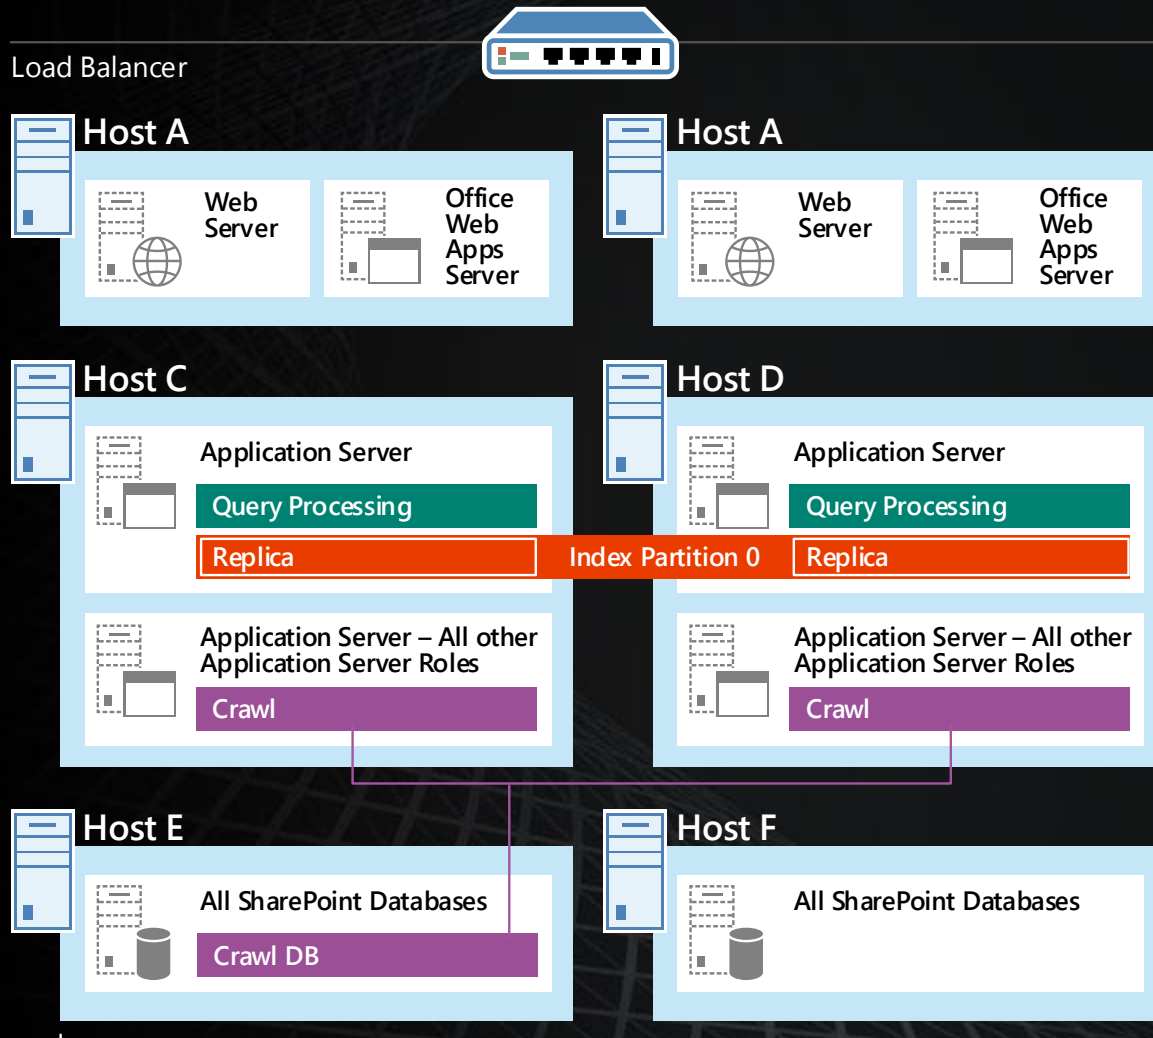 Load Balancer
Host A
Host A
Web
Server
Office
Web
Apps
Server
Web
Server
Office
Web
Apps
Server
Host C
Host D
Application Server
Query Processing
Replica
Application Server
Query Processing
Index Partition 0
Replica
Application Server – All other
Application Server Roles
Crawl
Application Server – All other
Application Server Roles
Crawl
Host E
Host F
All SharePoint Databases
Crawl DB
All SharePoint Databases